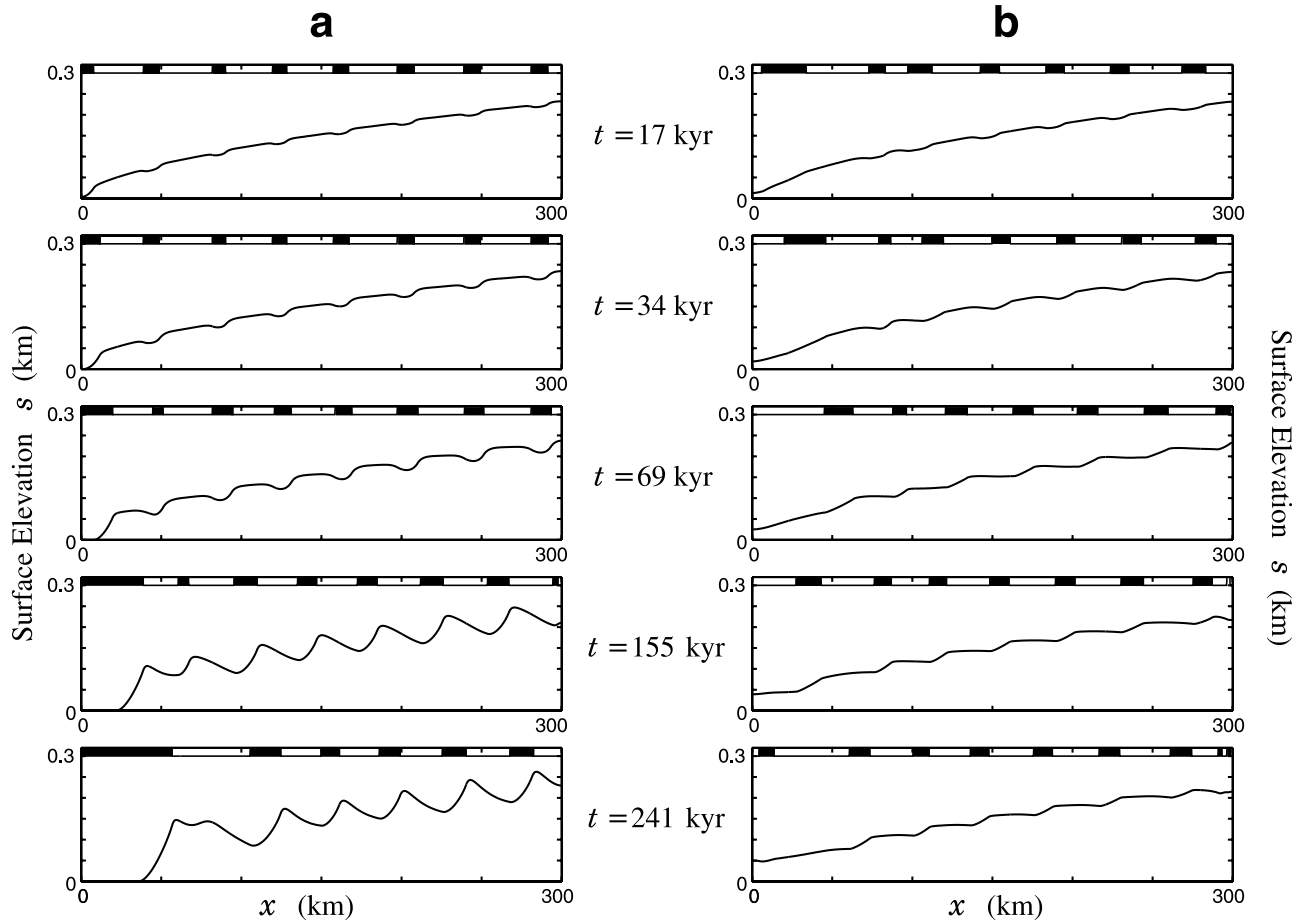 a b
0.3 0.3
t = 17 kyr
0 0
0 300 0 300
0.3 0.3
t = 34 kyr
0 0
0 300 0 300
0.3 0.3
t = 69 kyr
0 0
0 300 0 300
0.3 0.3
t = 155 kyr
0 0
0 300 0 300
0.3 0.3
t = 241 kyr
0 0
0 300 0 300
x (km) x (km)
Surface Elevation s (km)
Surface Elevation s (km)